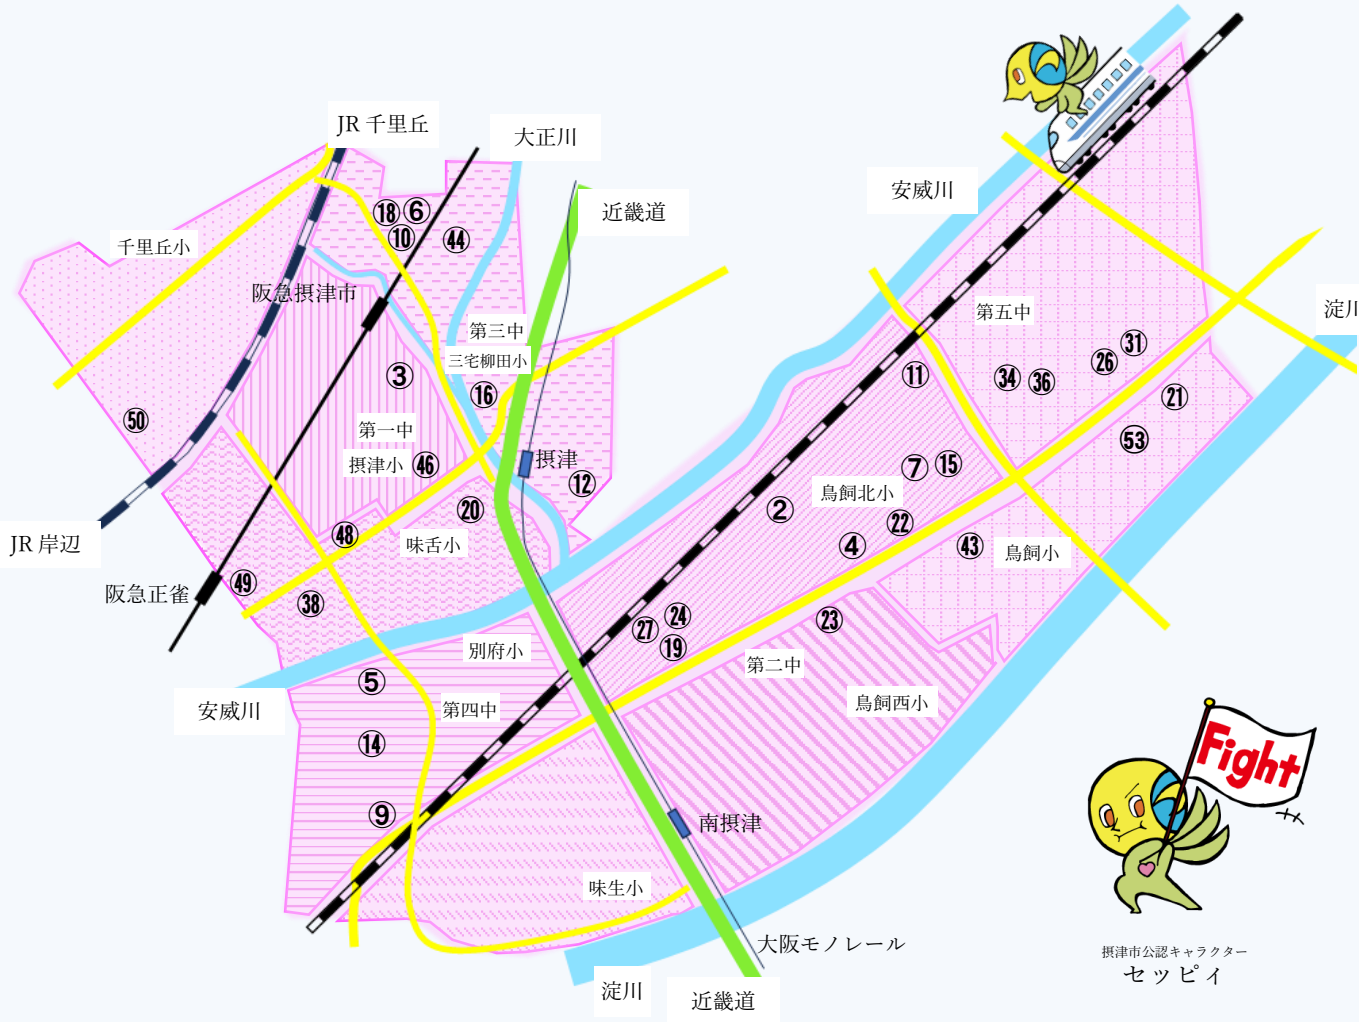 JR 千里丘
大正川
近畿道
安威川
千里丘小
⑱ ⑥
⑩
㊹
阪急摂津市
第三中
三宅柳田小
第五中
淀川
③
⑯
⑪
㉞ ㊱
㉖ ㉛
㉑
㊿
第一中
摂津小 ㊻
摂津
⑫
53
⑦ ⑮
鳥飼北小
②
㉒
④
⑳
㊽
味舌小
㊸
鳥飼小
JR 岸辺
阪急正雀
㊾
㊳
㉗ ㉔
⑲
㉓
別府小
第二中
⑤
安威川
第四中
鳥飼西小
⑭
Fight
⑨
南摂津
味生小
大阪モノレール
摂津市公認キャラクター
セッピィ
淀川
近畿道